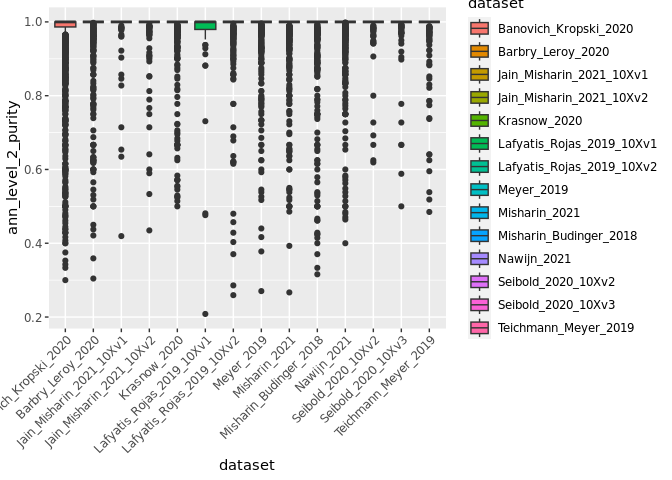 dataset
Banovich_Kropski_2020
Barbry_Leroy_2020
Jain_Misharin_2021_10Xv1
Jain_Misharin_2021_10Xv2
Krasnow_2020
Lafyatis_Rojas_2019_10Xv1
Lafyatis_Rojas_2019_10Xv2
Meyer_2019
Misharin_2021
Misharin_Budinger_2018
Nawijn_2021
Seibold_2020_10Xv2
Seibold_2020_10Xv3
Teichmann_Meyer_2019
ann_level_2_purity
1.0
0.8
0.6
0.4
0.2
ich_Kropski_2020
Barbry_Leroy_2020
Jain_Misharin_2021_10Xv1
Jain_Misharin_2021_10Xv2
Krasnow_2020
Lafyatis_Rojas_2019_10Xv1
Lafyatis_Rojas_2019_10Xv2
Meyer_2019
Misharin_2021
Misharin_Budinger_2018
Nawijn_2021
Seibold_2020_10Xv2
Seibold_2020_10Xv3
Teichmann_Meyer_2019
dataset